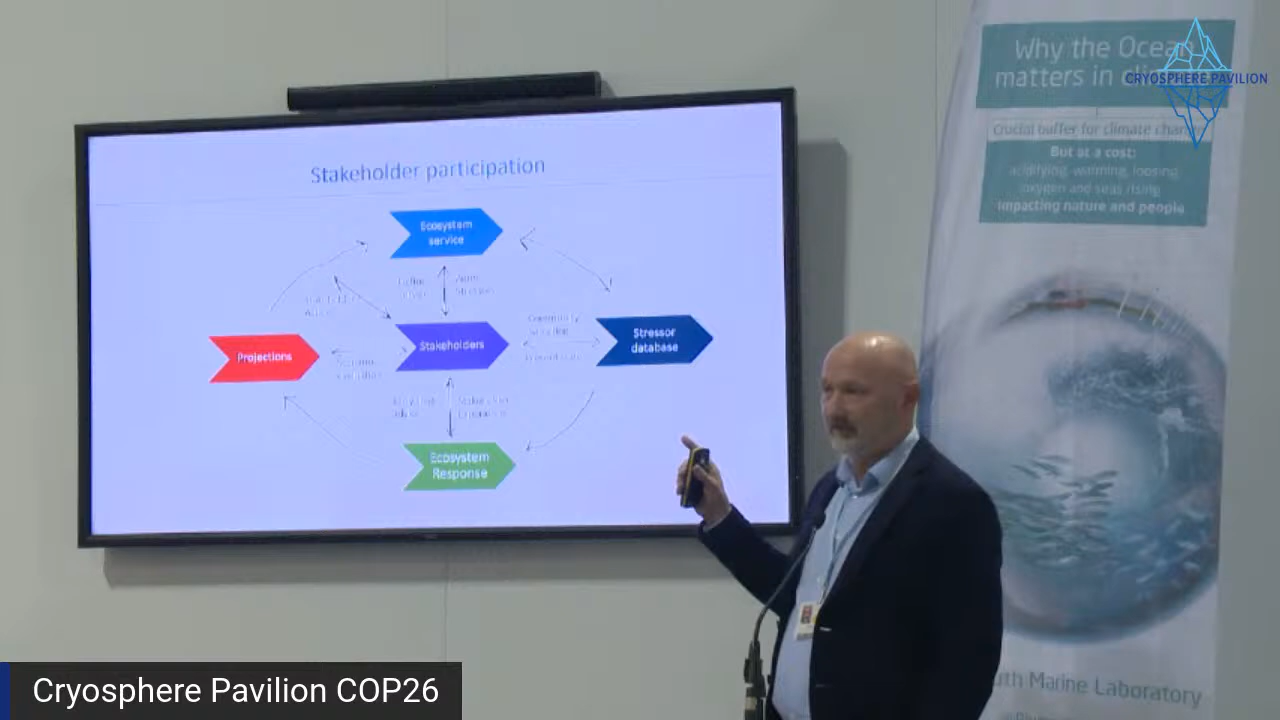 Why the Ocea
matters in cli
CRYOSPHERE PAVILION
Crucial buffer for climate chan
But at a cost:
acidifying, warming, loosing
oxygen and seas rising
impacting nature and people
Stakeholder participation
Ecosystem
service
Projections
Stakeholders
Stressor
database
Ecosystem
Response
uth Marine Laboratory
Cryosphere Pavilion COP26